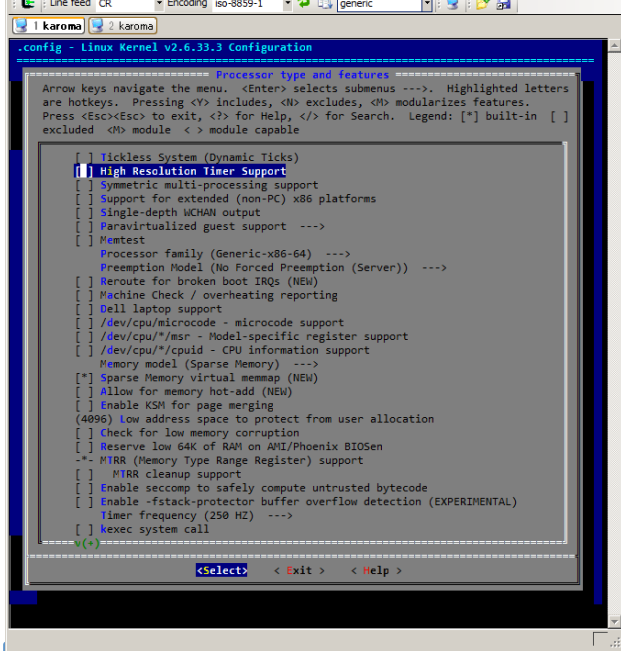 Line feed CR Encoding iso-8859-1 generic
1 karoma 2 karoma
.config - Linux Kernel v2.6.33.3 Configuration
Processor type and features
Arrow keys navigate the menu. <Enter> selects submenus --->. Highlighted letters
are hotkeys. Pressing <Y> includes, <N> excludes, <M> modularizes features.
Press <Esc><Esc> to exit, <?> for Help, </> for Search. Legend: [*] built-in [ ]
excluded <M> module < > module capable
[ ] Tickless System (Dynamic Ticks)
[ ] High Resolution Timer Support
[ ] Symmetric multi-processing support
[ ] Support for extended (non-PC) x86 platforms
[ ] Single-depth WCHAN output
[ ] Paravirtualized guest support --->
[ ] Memtest
Processor family (Generic-x86-64) --->
Preemption Model (No Forced Preemption (Server)) --->
[ ] Reroute for broken boot IRQs (NEW)
[ ] Machine Check / overheating reporting
[ ] Dell laptop support
[ ] /dev/cpu/microcode - microcode support
[ ] /dev/cpu/*/msr - Model-specific register support
[ ] /dev/cpu/*/cpuid - CPU information support
Memory model (Sparse Memory) --->
[*] Sparse Memory virtual memmap (NEW)
[ ] Allow for memory hot-add (NEW)
[ ] Enable KSM for page merging
(4096) Low address space to protect from user allocation
[ ] Check for low memory corruption
[ ] Reserve low 64K of RAM on AMI/Phoenix BIOSen
-*- MTRR (Memory Type Range Register) support
[ ] MTRR cleanup support
[ ] Enable seccomp to safely compute untrusted bytecode
[ ] Enable -fstack-protector buffer overflow detection (EXPERIMENTAL)
Timer frequency (250 HZ) --->
[ ] kexec system call
v(+)
<Select> < Exit > < Help >